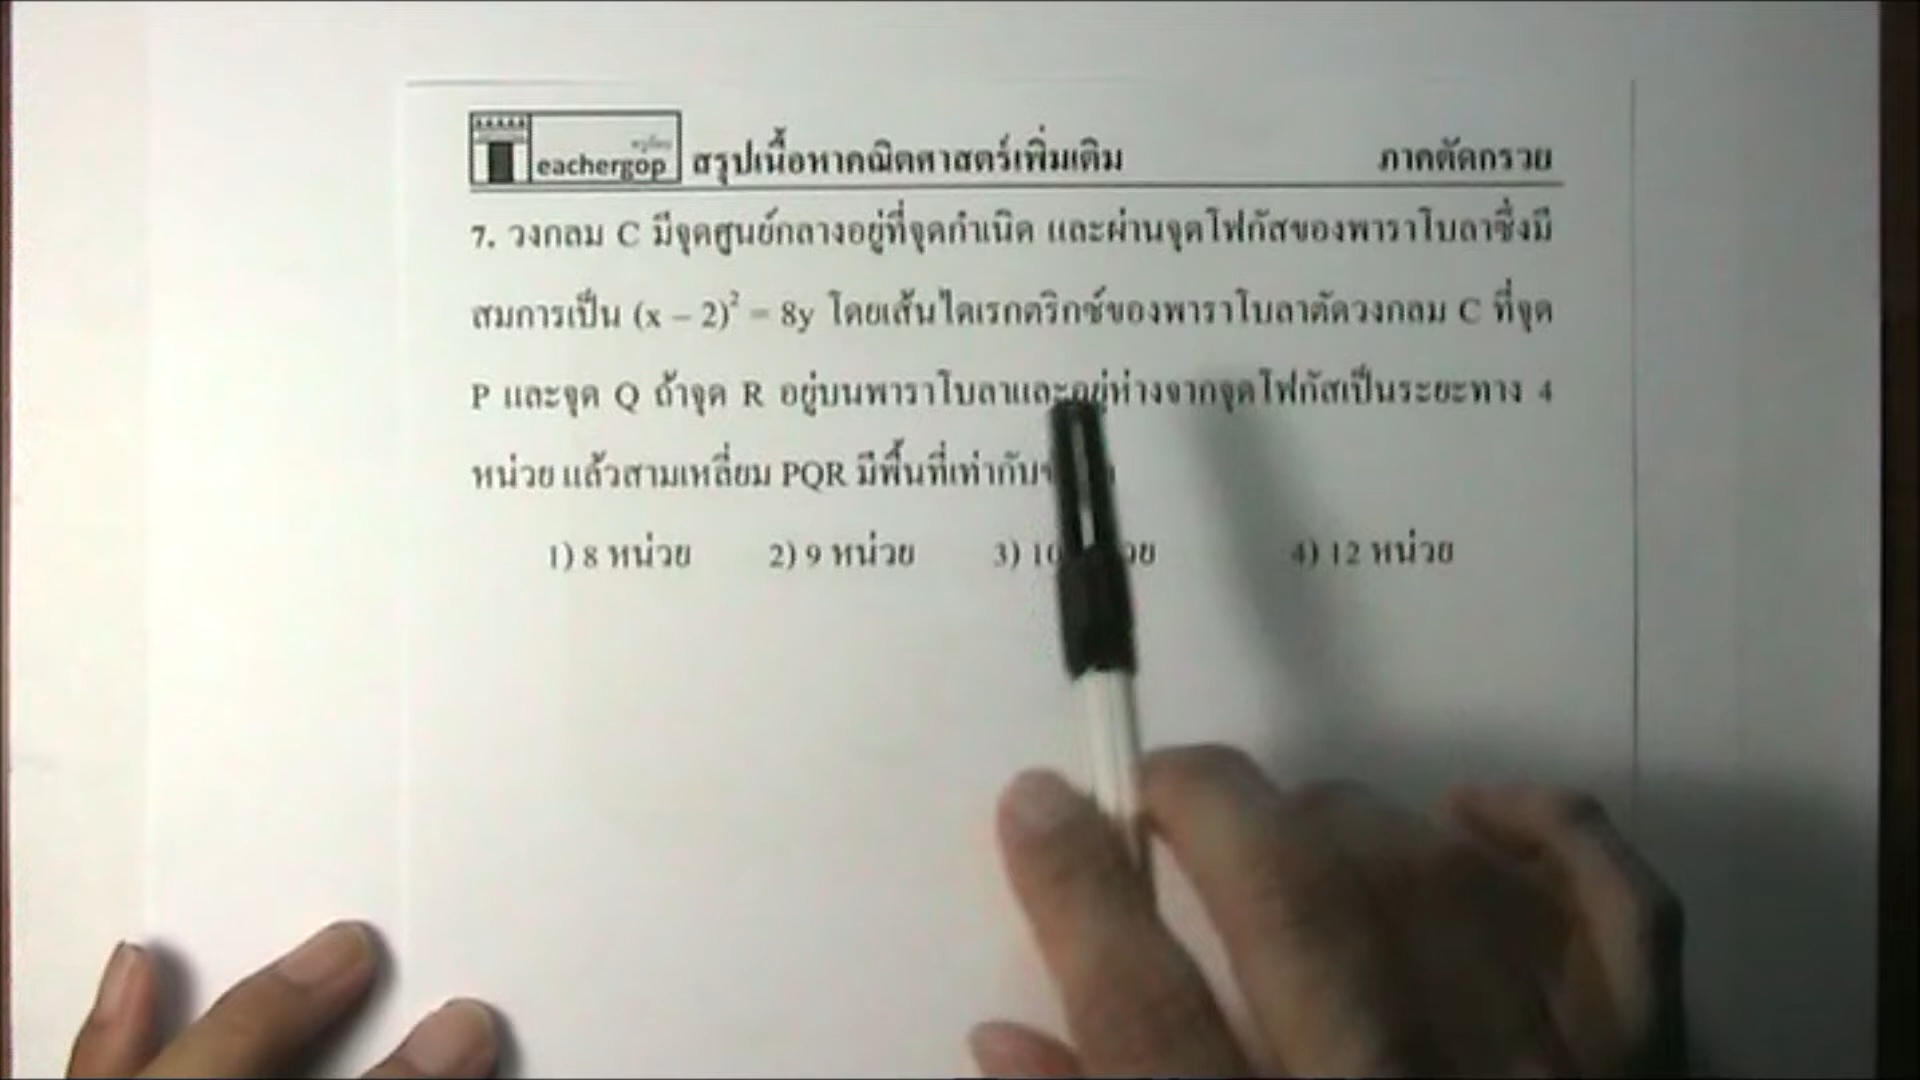 eachergop สรุปเนื้อหาคณิตศาสตร์เพิ่มเติม ภาคตัดกรวย
7. วงกลม C มีจุดศูนย์กลางอยู่ที่จุดกำเนิด และผ่านจุดโฟกัสของพาราโบลาซึ่งมี
สมการเป็น (x – 2)² = 8y โดยเส้นไดเรกตริกซ์ของพาราโบลาตัดวงกลม C ที่จุด
P และจุด Q ถ้าจุด R อยู่บนพาราโบลาและอยู่ห่างจากจุดโฟกัสเป็นระยะทาง 4
หน่วย แล้วสามเหลี่ยม PQR มีพื้นที่เท่ากับ
1) 8 หน่วย 2) 9 หน่วย 3) 4) 12 หน่วย